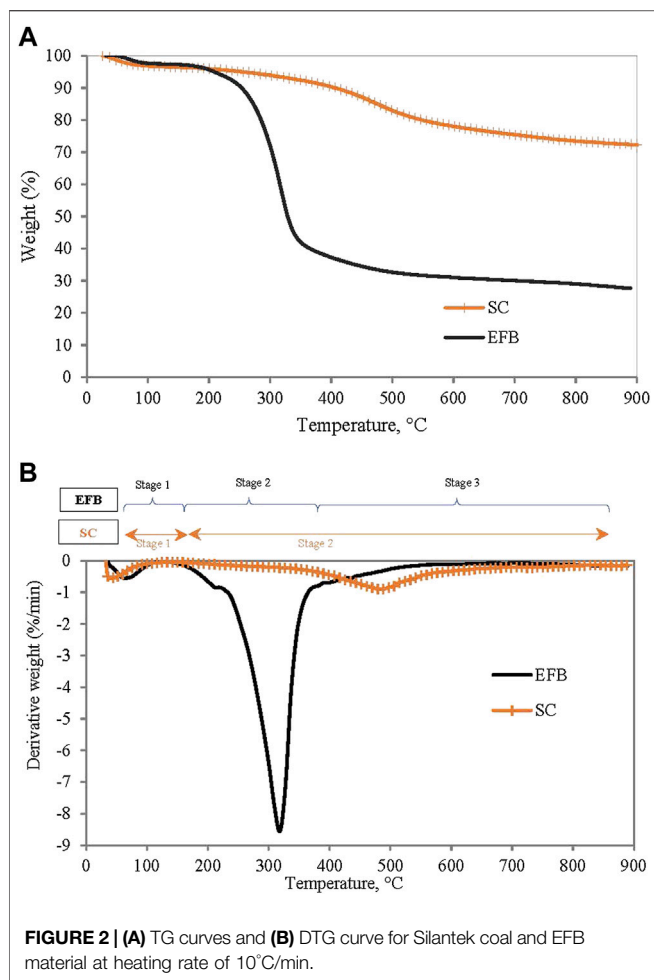 A
100
90
80
70
60
50
40
30
20
10
0
Weight (%)
SC
EFB
0 100 200 300 400 500 600 700 800 900
Temperature, °C
B
EFB Stage 1 Stage 2 Stage 3
SC Stage 1 Stage 2
0
-1
-2
-3
-4
-5
-6
-7
-8
-9
Derivative weight (%/min)
EFB
SC
0 100 200 300 400 500 600 700 800 900
Temperature, °C
FIGURE 2 | (A) TG curves and (B) DTG curve for Silantek coal and EFB
material at heating rate of 10°C/min.